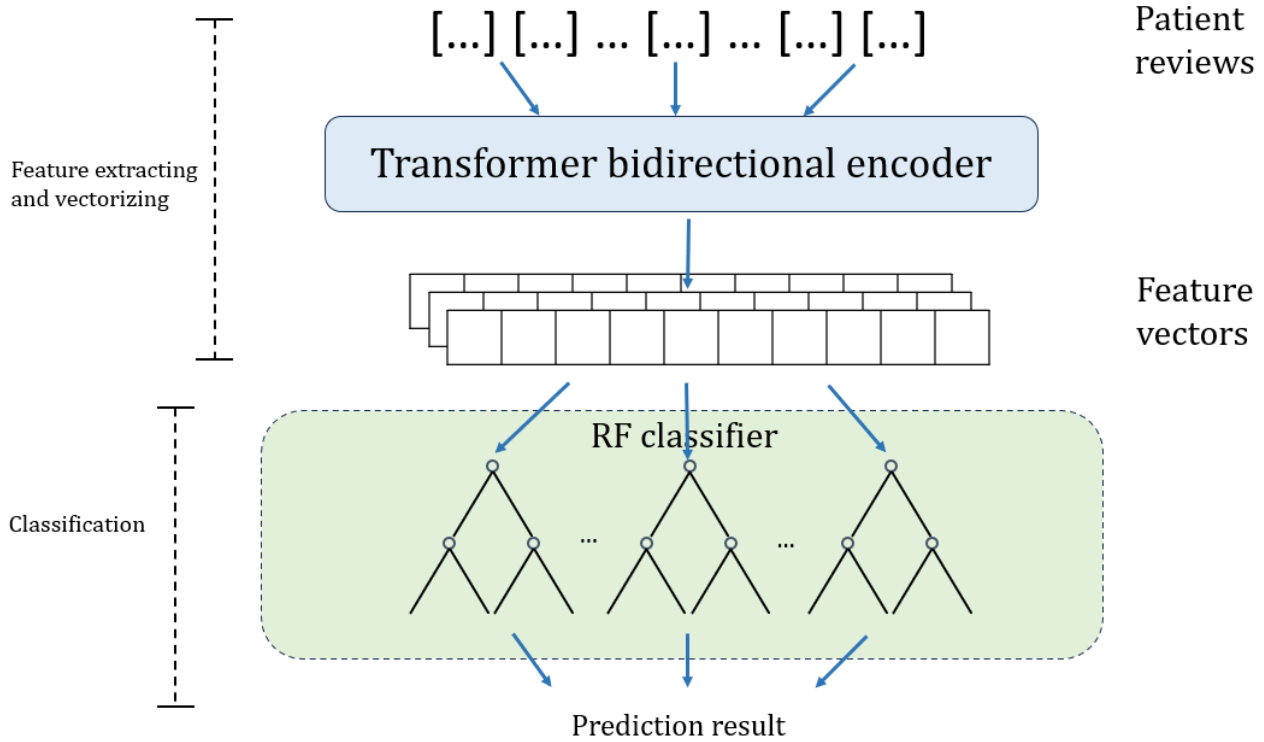 [...] [...] ... [...] ... [...] [...]
Patient
reviews
Transformer bidirectional encoder
Feature extracting
and vectorizing
Feature
vectors
RF classifier
Classification
... ...
Prediction result